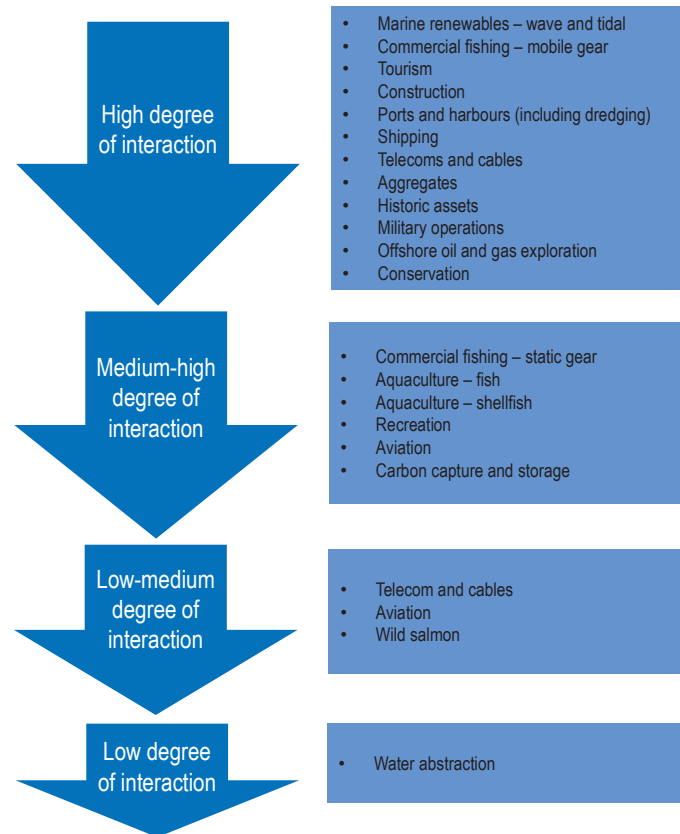 High degree
of interaction
• Marine renewables – wave and tidal
• Commercial fishing – mobile gear
• Tourism
• Construction
• Ports and harbours (including dredging)
• Shipping
• Telecoms and cables
• Aggregates
• Historic assets
• Military operations
• Offshore oil and gas exploration
• Conservation
Medium-high
degree of
interaction
• Commercial fishing – static gear
• Aquaculture – fish
• Aquaculture – shellfish
• Recreation
• Aviation
• Carbon capture and storage
Low-medium
degree of
interaction
• Telecom and cables
• Aviation
• Wild salmon
Low degree
of interaction
• Water abstraction